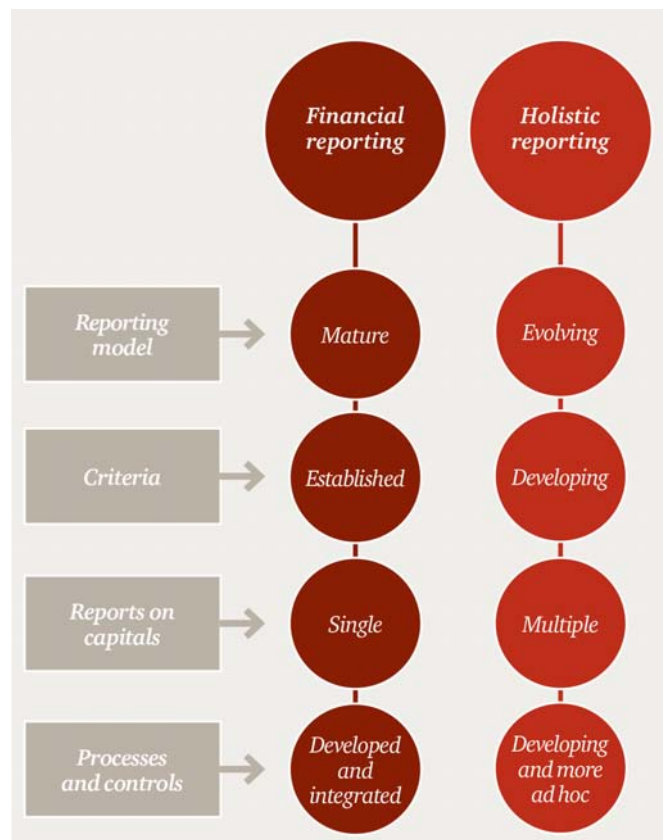 Financial
reporting
Holistic
reporting
Reporting
model
Mature
Evolving
Criteria
Established
Developing
Reports on
capitals
Single
Multiple
Processes
and controls
Developed
and
integrated
Developing
and more
ad hoc